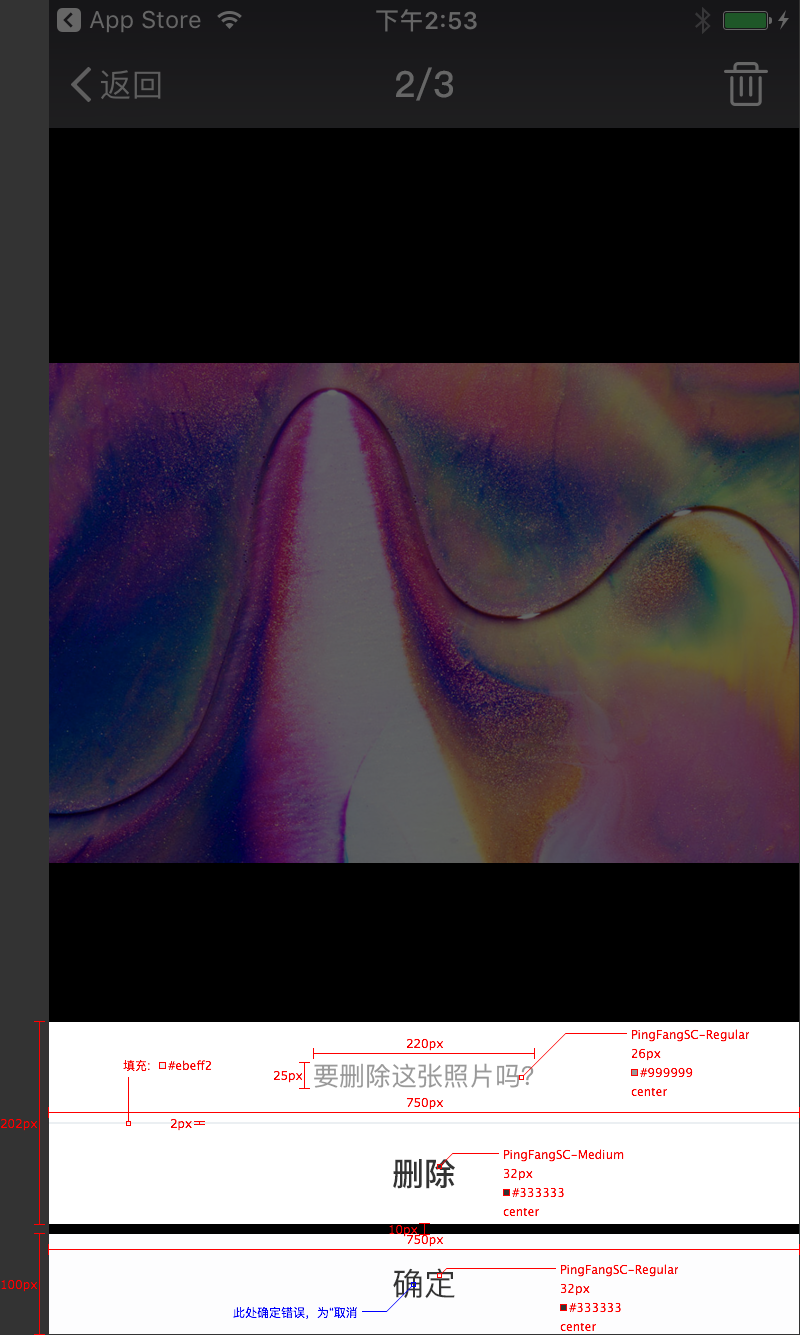 App Store 下午2:53
返回 2/3
PingFangSC-Regular
220px
26px
填充: #ebeff2
25px 要删除这张照片吗?
#999999
center
750px
202px
2px
PingFangSC-Medium
删除
32px
#333333
center
10px
750px
PingFangSC-Regular
100px
确定
32px
#333333
此处确定错误，为"取消
center